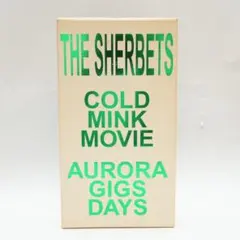 THE SHERBETS
COLD
MINK
MOVIE
AURORA
GIGS
DAYS